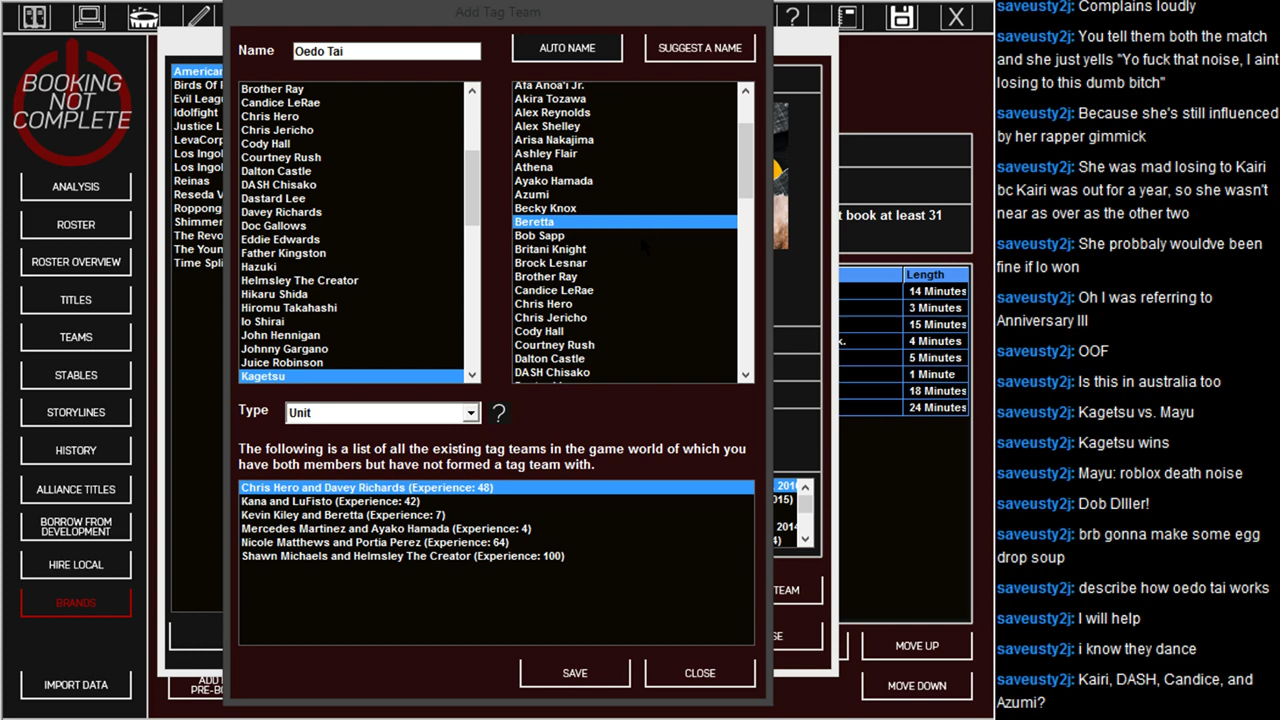 Add Tag Team
?
X
BOOKING
NOT
COMPLETE
ANALYSIS
ROSTER
ROSTER OVERVIEW
TITLES
TEAMS
STABLES
STORYLINES
HISTORY
ALLIANCE TITLES
BORROW FROM
DEVELOPMENT
HIRE LOCAL
BRANDS
IMPORT DATA
American
Birds Of
Evil Leag
Idolfight
Justice L
LevaCorp
Los Ingo
Los Ingol
Reinas
Reseda V
Roppong
Shimmer
The Revo
The Youn
Time Spli
ADD
PRE-BO
Name
Oedo Tai
AUTO NAME
SUGGEST A NAME
Brother Ray
Candice LeRae
Chris Hero
Chris Jericho
Cody Hall
Courtney Rush
Dalton Castle
DASH Chisako
Dastard Lee
Davey Richards
Doc Gallows
Eddie Edwards
Father Kingston
Hazuki
Helmsley The Creator
Hikaru Shida
Hiromu Takahashi
Io Shirai
John Hennigan
Johnny Gargano
Juice Robinson
Kagetsu
Afa Anoa'i Jr.
Akira Tozawa
Alex Reynolds
Alex Shelley
Arisa Nakajima
Ashley Flair
Athena
Ayako Hamada
Azumi
Becky Knox
Beretta
Bob Sapp
Britani Knight
Brock Lesnar
Brother Ray
Candice LeRae
Chris Hero
Chris Jericho
Cody Hall
Courtney Rush
Dalton Castle
DASH Chisako
Type
Unit
?
The following is a list of all the existing tag teams in the game world of which you
have both members but have not formed a tag team with.
Chris Hero and Davey Richards (Experience: 48)
Kana and LuFisto (Experience: 42)
Kevin Kiley and Beretta (Experience: 7)
Mercedes Martinez and Ayako Hamada (Experience: 4)
Nicole Matthews and Portia Perez (Experience: 64)
Shawn Michaels and Helmsley The Creator (Experience: 100)
SAVE
CLOSE
t book at least 31
Length
14 Minutes
3 Minutes
15 Minutes
k.
4 Minutes
5 Minutes
1 Minute
18 Minutes
24 Minutes
2016
015)
2014
4)
TEAM
SE
MOVE UP
MOVE DOWN
saveusty2j: Complains loudly
saveusty2j: You tell them both the match
and she just yells "Yo fuck that noise, I aint
losing to this dumb bitch"
saveusty2j: Because she's still influenced
by her rapper gimmick
saveusty2j: She was mad losing to Kairi
bc Kairi was out for a year, so she wasn't
near as over as the other two
saveusty2j: She probbaly wouldve been
fine if Io won
saveusty2j: Oh I was referring to
Anniversary III
saveusty2j: OOF
saveusty2j: Is this in australia too
saveusty2j: Kagetsu vs. Mayu
saveusty2j: Kagetsu wins
saveusty2j: Mayu: roblox death noise
saveusty2j: Dob DIller!
saveusty2j: brb gonna make some egg
drop soup
saveusty2j: describe how oedo tai works
saveusty2j: I will help
saveusty2j: i know they dance
saveusty2j: Kairi, DASH, Candice, and
Azumi?